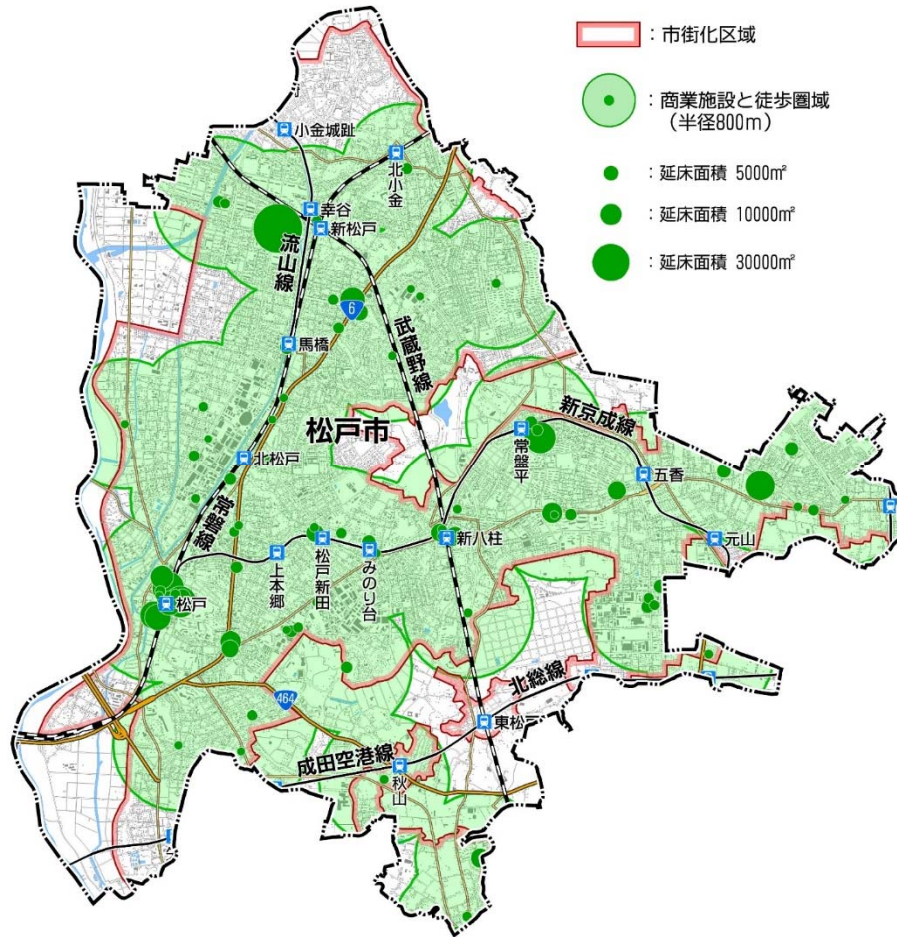 ：市街化区域
：商業施設と徒歩圏域
（半径800m）
：延床面積 5000㎡
：延床面積 10000㎡
：延床面積 30000㎡
小金城趾
北小金
幸谷
新松戸
流山線
6
武蔵野線
馬橋
松戸市
新京成線
常盤平
北松戸
五香
常磐線
新八柱
元山
上本郷
松戸新田
みのり台
松戸
464
北総線
東松戸
成田空港線
秋山